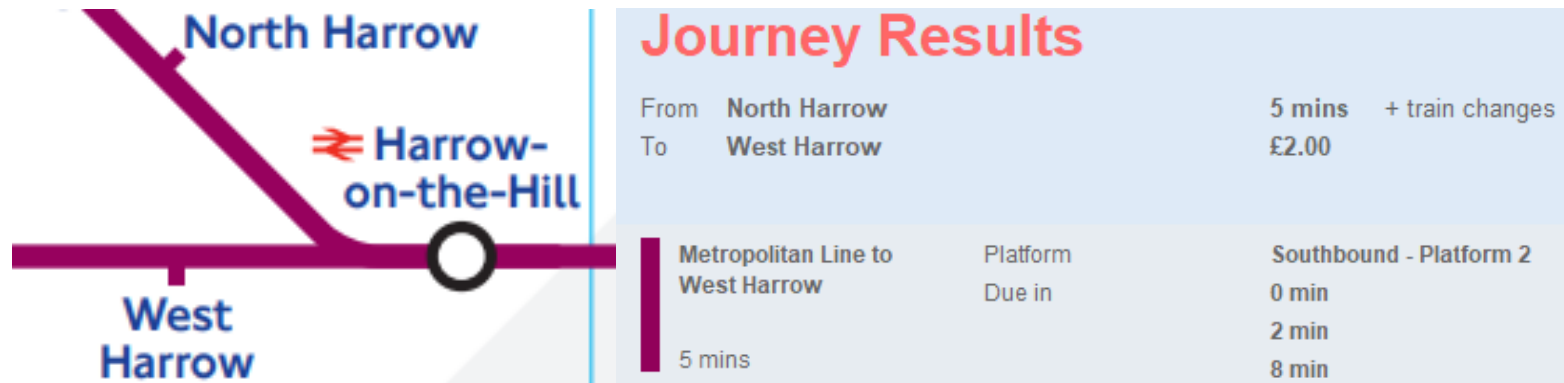 North Harrow
Harrow-
on-the-Hill
West
Harrow
Journey Results
From North Harrow 5 mins + train changes
To West Harrow £2.00
Metropolitan Line to Platform Southbound - Platform 2
West Harrow Due in 0 min
2 min
5 mins 8 min